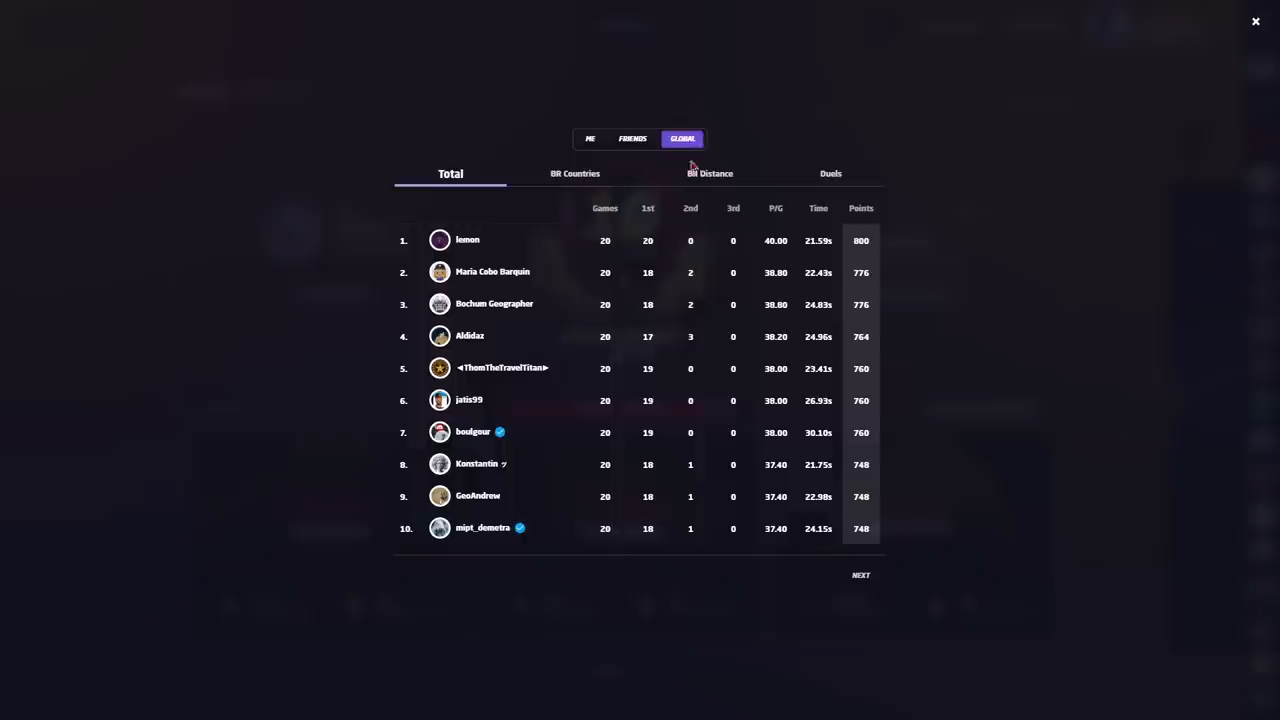 ×
ME FRIENDS GLOBAL
Total BR Countries BR Distance Duels
Games 1st 2nd 3rd P/G Time Points
1. lemon 20 20 0 0 40.00 21.59s 800
2. Maria Cobo Barquin 20 18 2 0 38.80 22.43s 776
3. Bochum Geographer 20 18 2 0 38.80 24.83s 776
4. Aldidaz 20 17 3 0 38.20 24.96s 764
5. ◄ThomTheTravelTitan► 20 19 0 0 38.00 23.41s 760
6. jatis99 20 19 0 0 38.00 26.93s 760
7. boulgour 20 19 0 0 38.00 30.10s 760
8. Konstantin ッ 20 18 1 0 37.40 21.75s 748
9. GeoAndrew 20 18 1 0 37.40 22.98s 748
10. mipt_demetra 20 18 1 0 37.40 24.15s 748
NEXT